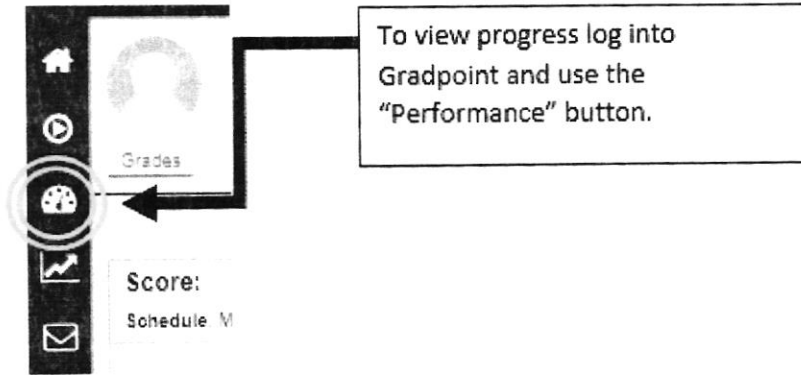 To view progress log into
Gradpoint and use the
“Performance” button.
Grades
Score:
Schedule M